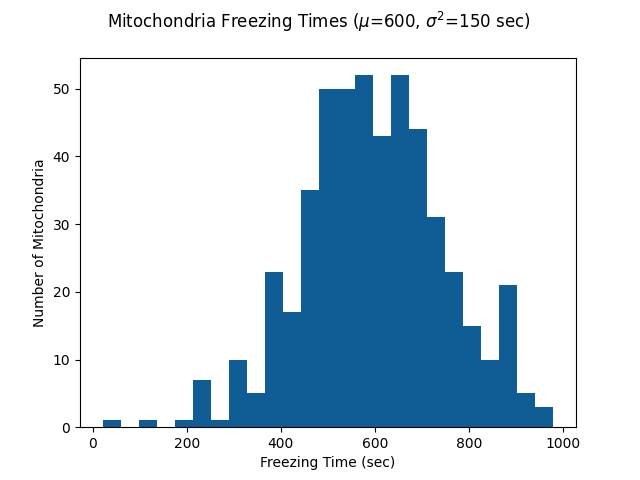 Mitochondria Freezing Times (μ=600, σ²=150 sec)
50
40
30
20
10
0
Number of Mitochondria
0 200 400 600 800 1000
Freezing Time (sec)